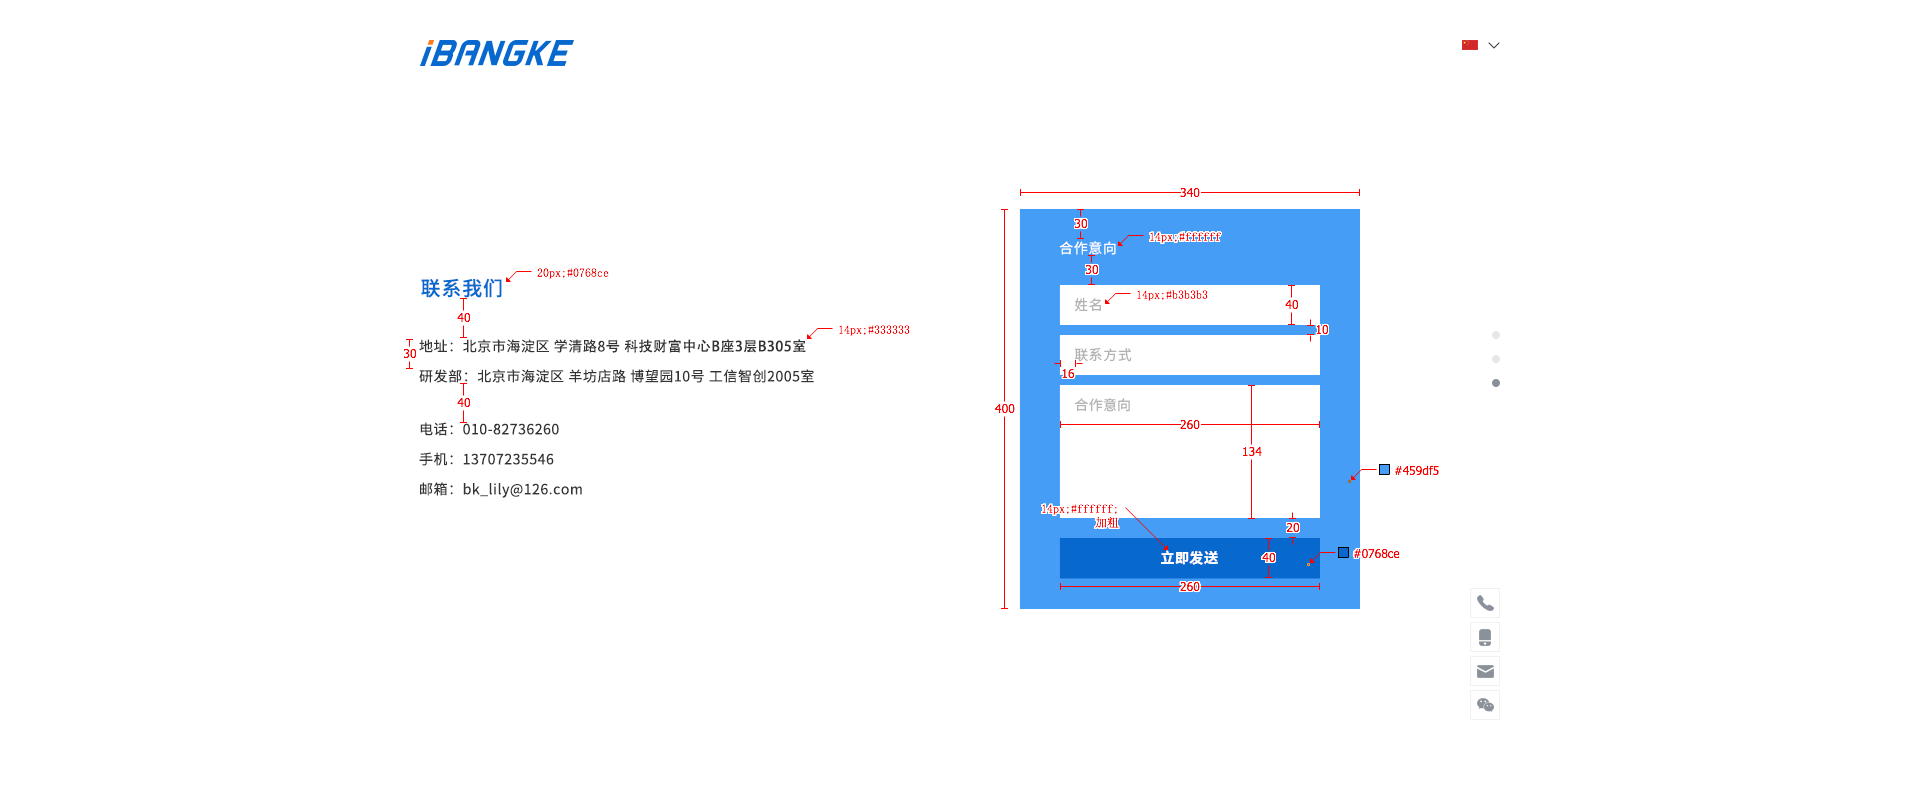 iBANGKE
340
30
合作意向
14px;#ffffff
30
联系我们
20px;#0768ce
40
姓名
14px;#b3b3b3
40
10
地址：北京市海淀区 学清路8号 科技财富中心B座3层B305室
14px;#333333
30
研发部：北京市海淀区 羊坊店路 博望园10号 工信智创2005室
40
联系方式
16
400
合作意向
260
134
电话：010-82736260
手机：13707235546
邮箱：bk_lily@126.com
#459df5
14px;#ffffff;
加粗
20
立即发送
40
#0768ce
260